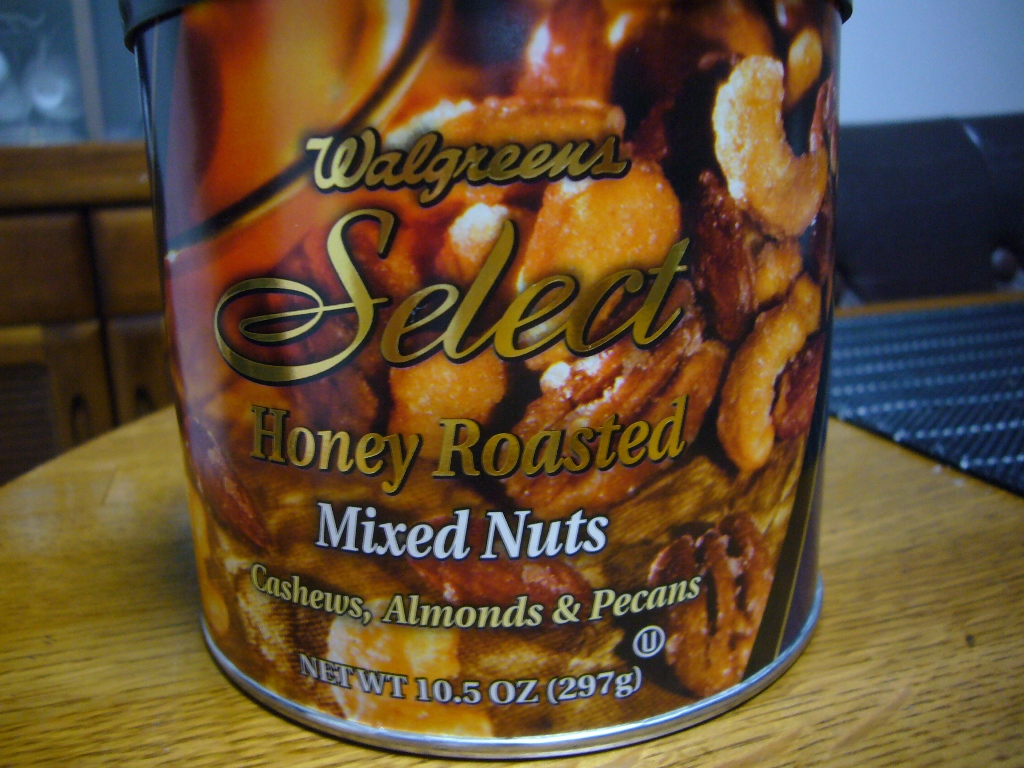 Walgreens
Select
Honey Roasted
Mixed Nuts
Cashews, Almonds & Pecans
U
NET WT 10.5 OZ (297g)